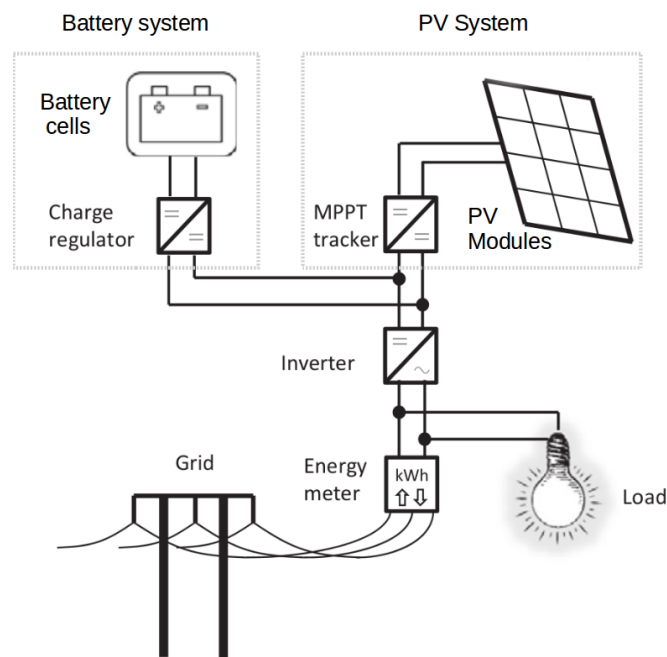 Battery system
PV System
Battery
cells
Charge
regulator
MPPT
tracker
PV
Modules
Inverter
Grid
Energy
meter
kWh
Load